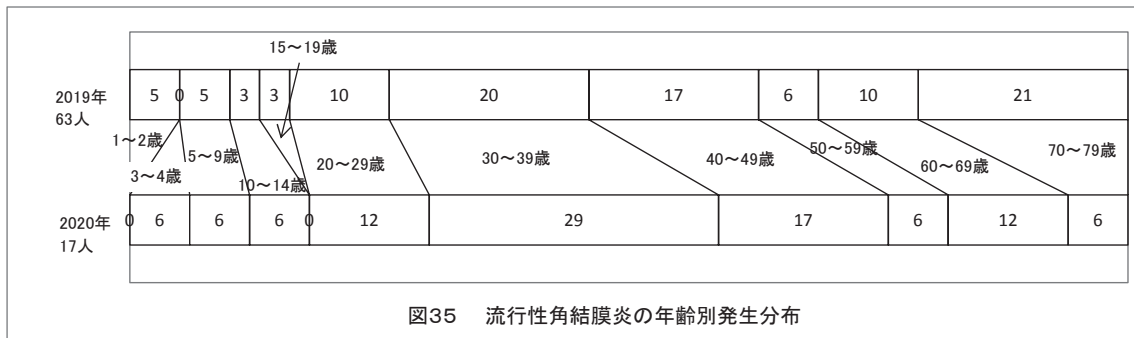 15～19歳
2019年
63人
5 0 5 3 3 10 20 17 6 10 21
1～2歳
3～4歳
5～9歳
10～14歳
20～29歳
30～39歳
40～49歳
50～59歳
60～69歳
70～79歳
2020年
17人
0 6 6 6 0 12 29 17 6 12 6
図35 流行性角結膜炎の年齢別発生分布